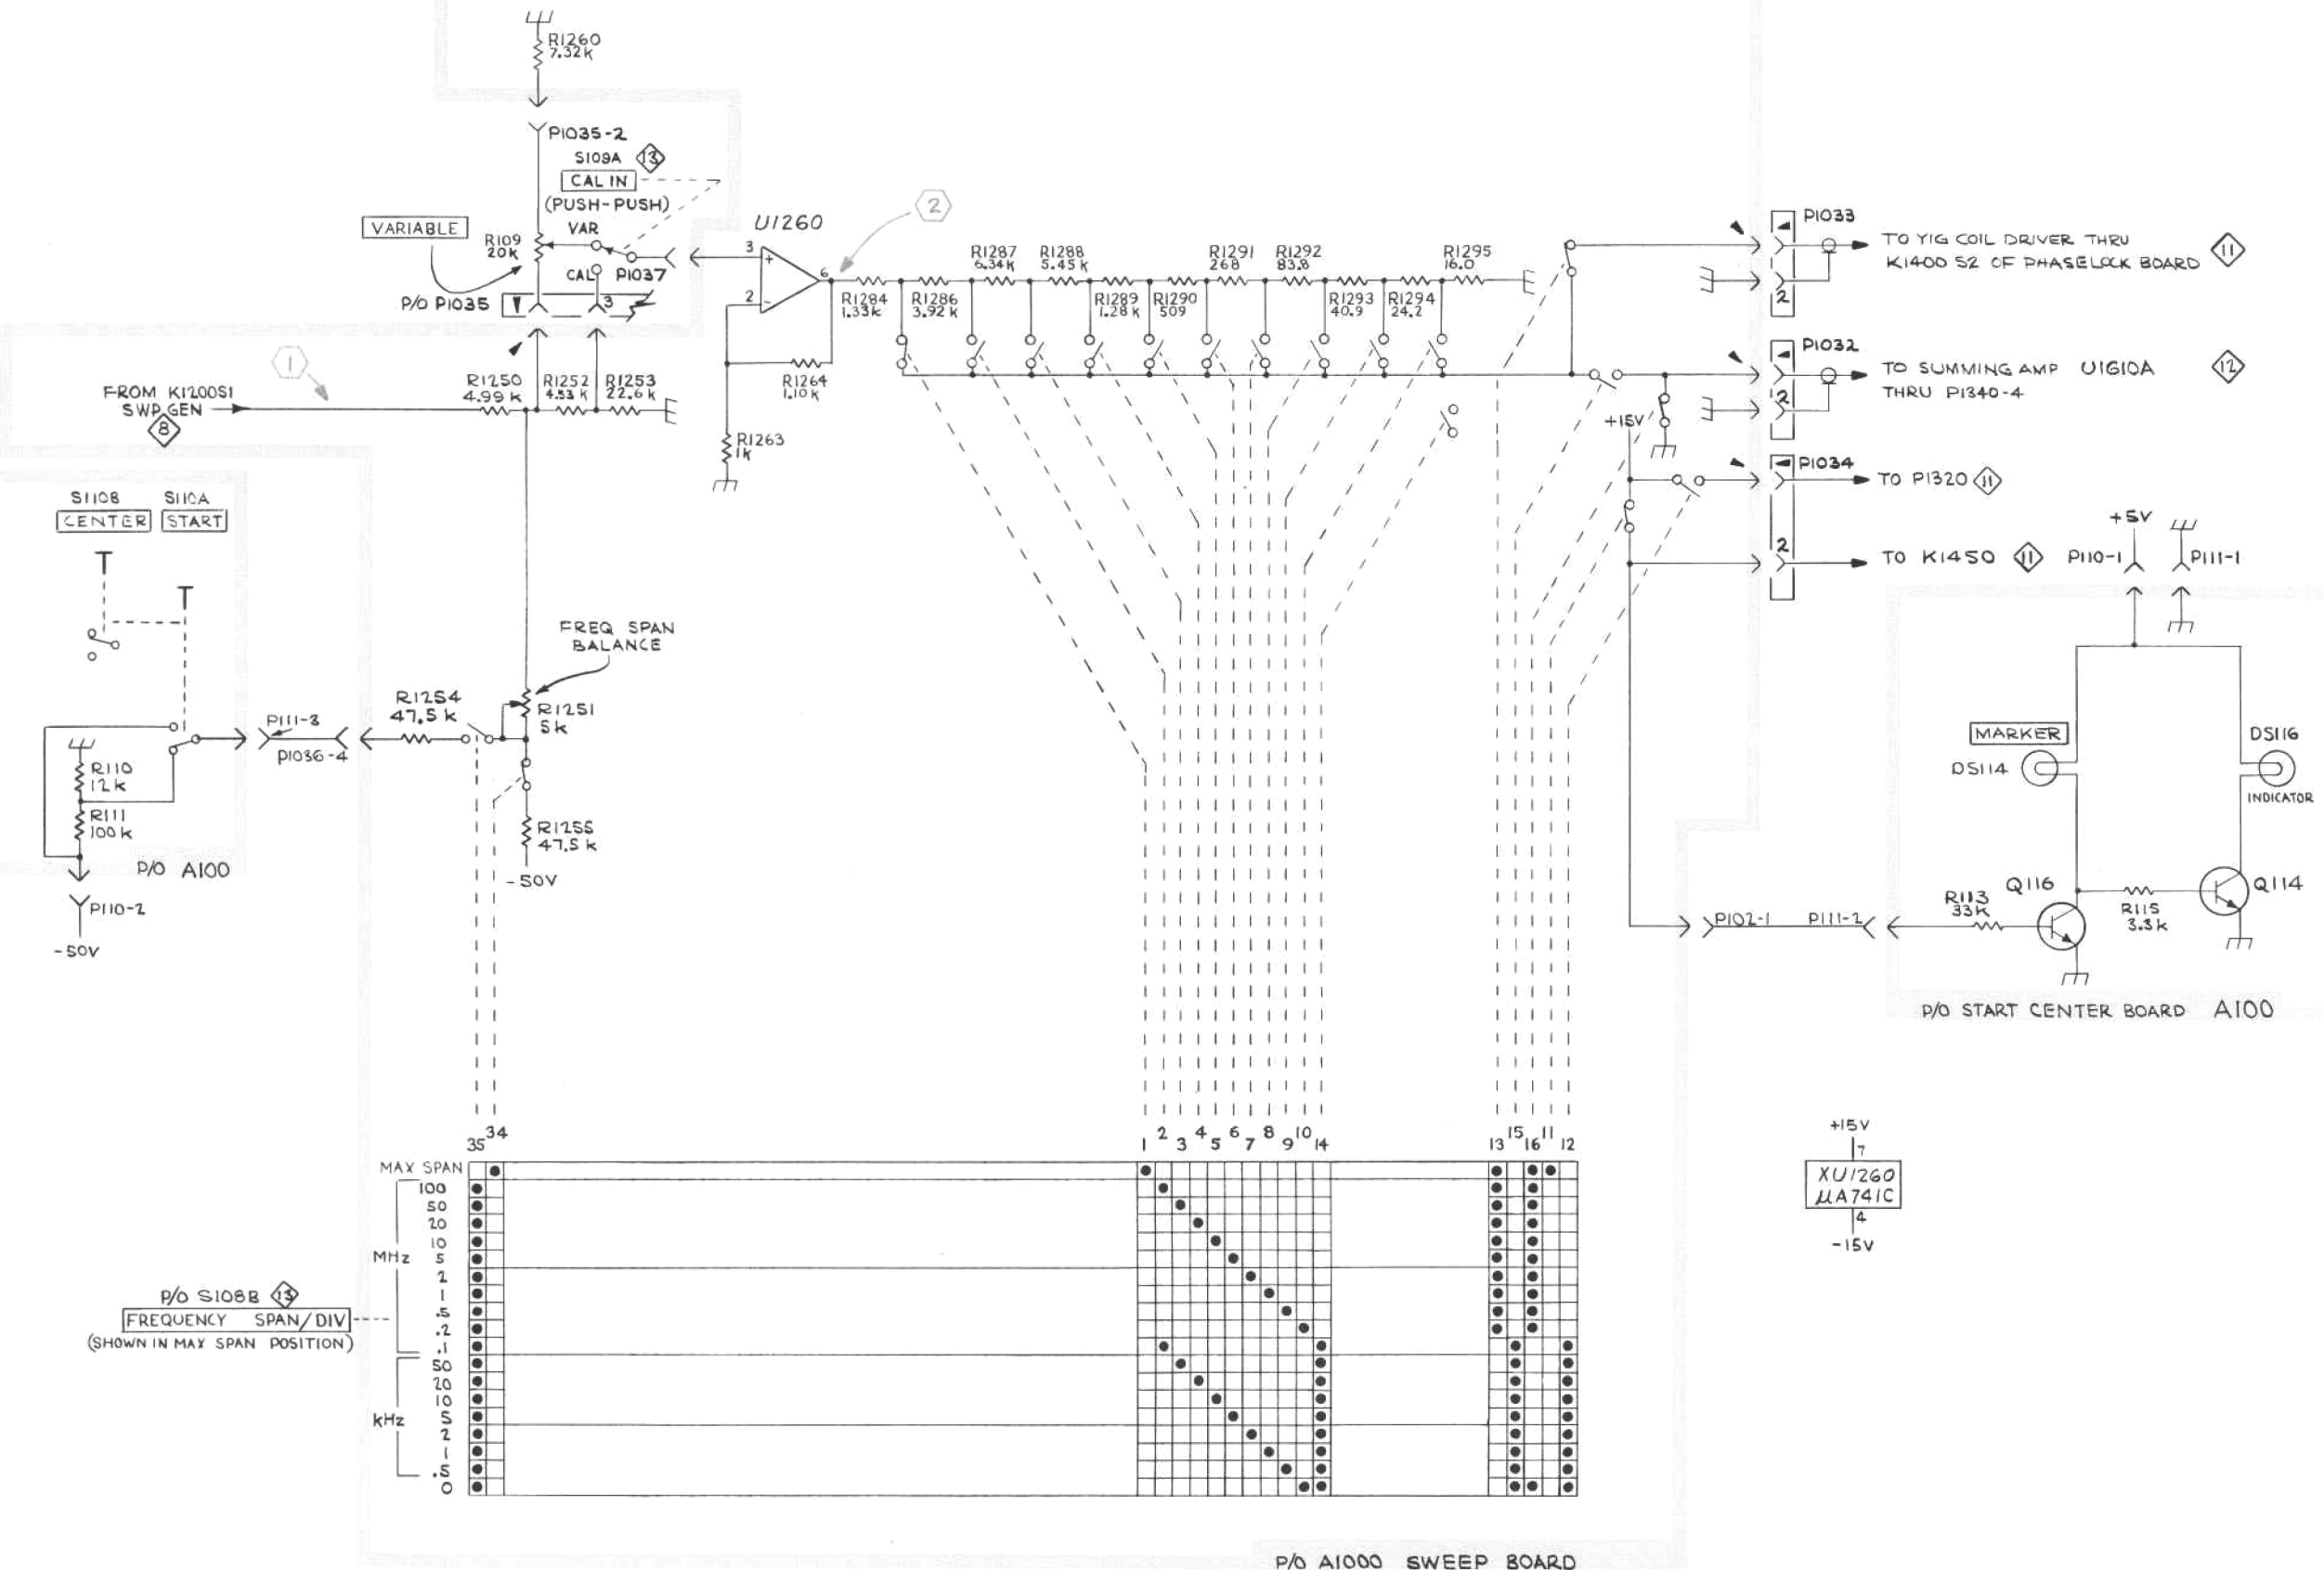 R1260
7.32K
P1035-2
S109A 13
CAL IN
(PUSH-PUSH)
VARIABLE
VAR
R109
20K
CAL P1037
P/O P1035 3
U1260
3
+
2
-
6
2
R1284
1.33K
R1286
3.92K
R1287
6.34K
R1288
5.45K
R1289
1.28K
R1290
509
R1291
268
R1292
83.8
R1293
40.9
R1294
24.2
R1295
16.0
P1033
TO YIG COIL DRIVER THRU
K1400 S2 OF PHASELOCK BOARD
11
2
P1032
TO SUMMING AMP U1610A
THRU P1340-4
12
2
+15V
P1034
TO P1320 11
2
TO K1450 11
1
FROM K1200S1
SWP GEN
8
R1250
4.99K
R1252
4.53 K
R1253
22.6K
R1264
1.10K
R1263
1K
S110B
CENTER
S110A
START
FREQ SPAN
BALANCE
R1254
47.5K
R1251
5K
P111-3
P1036-4
R110
12K
R111
100K
P/O A100
P110-2
-50V
R1255
47.5K
-50V
+5V
P110-1
P111-1
MARKER
DS114
DS116
INDICATOR
Q116
Q114
R113
33K
R115
3.3K
P102-1 P111-2
P/O START CENTER BOARD A100
35 34 1 2 3 4 5 6 7 8 9 10 14 13 15 16 11 12
MAX SPAN
100
50
20
10
MHz 5
2
1
.5
.2
.1
50
20
10
kHz 5
2
1
.5
0
P/O S108B 13
FREQUENCY SPAN/DIV
(SHOWN IN MAX SPAN POSITION)
+15V
7
XU1260
μA741C
4
-15V
P/O A1000 SWEEP BOARD